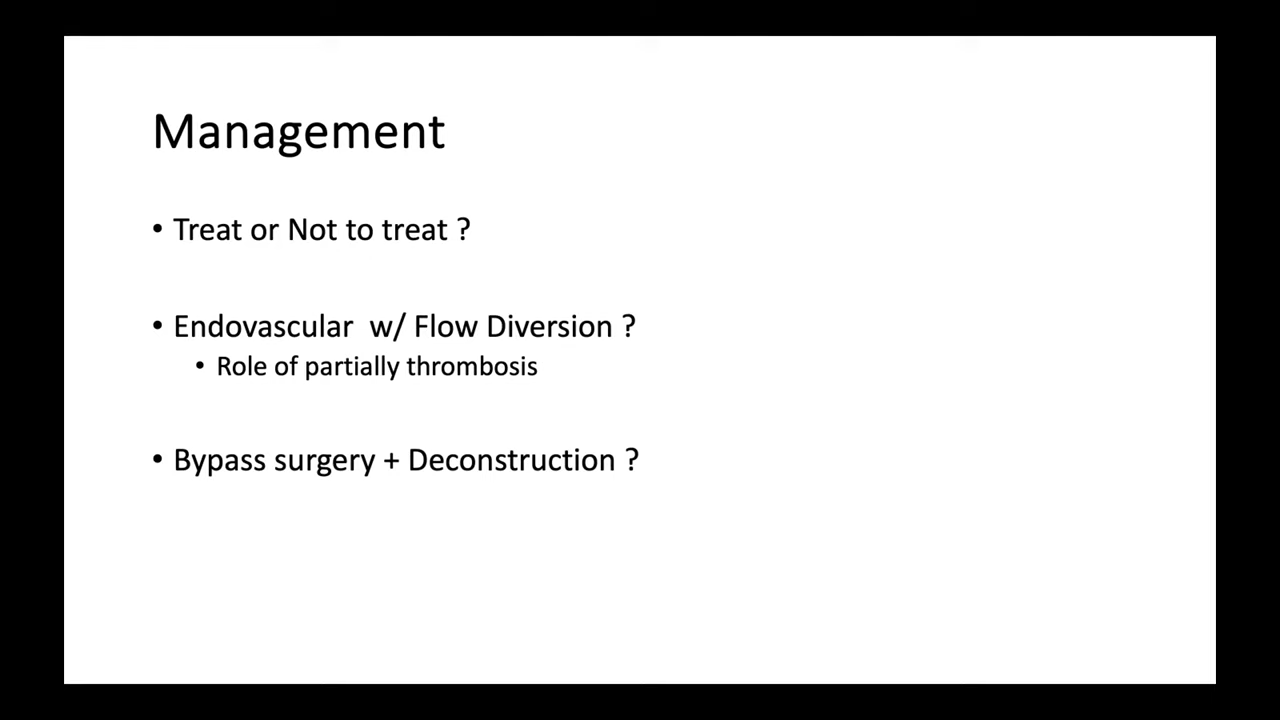 Management
• Treat or Not to treat ?
• Endovascular  w/ Flow Diversion ?
• Role of partially thrombosis
• Bypass surgery + Deconstruction ?